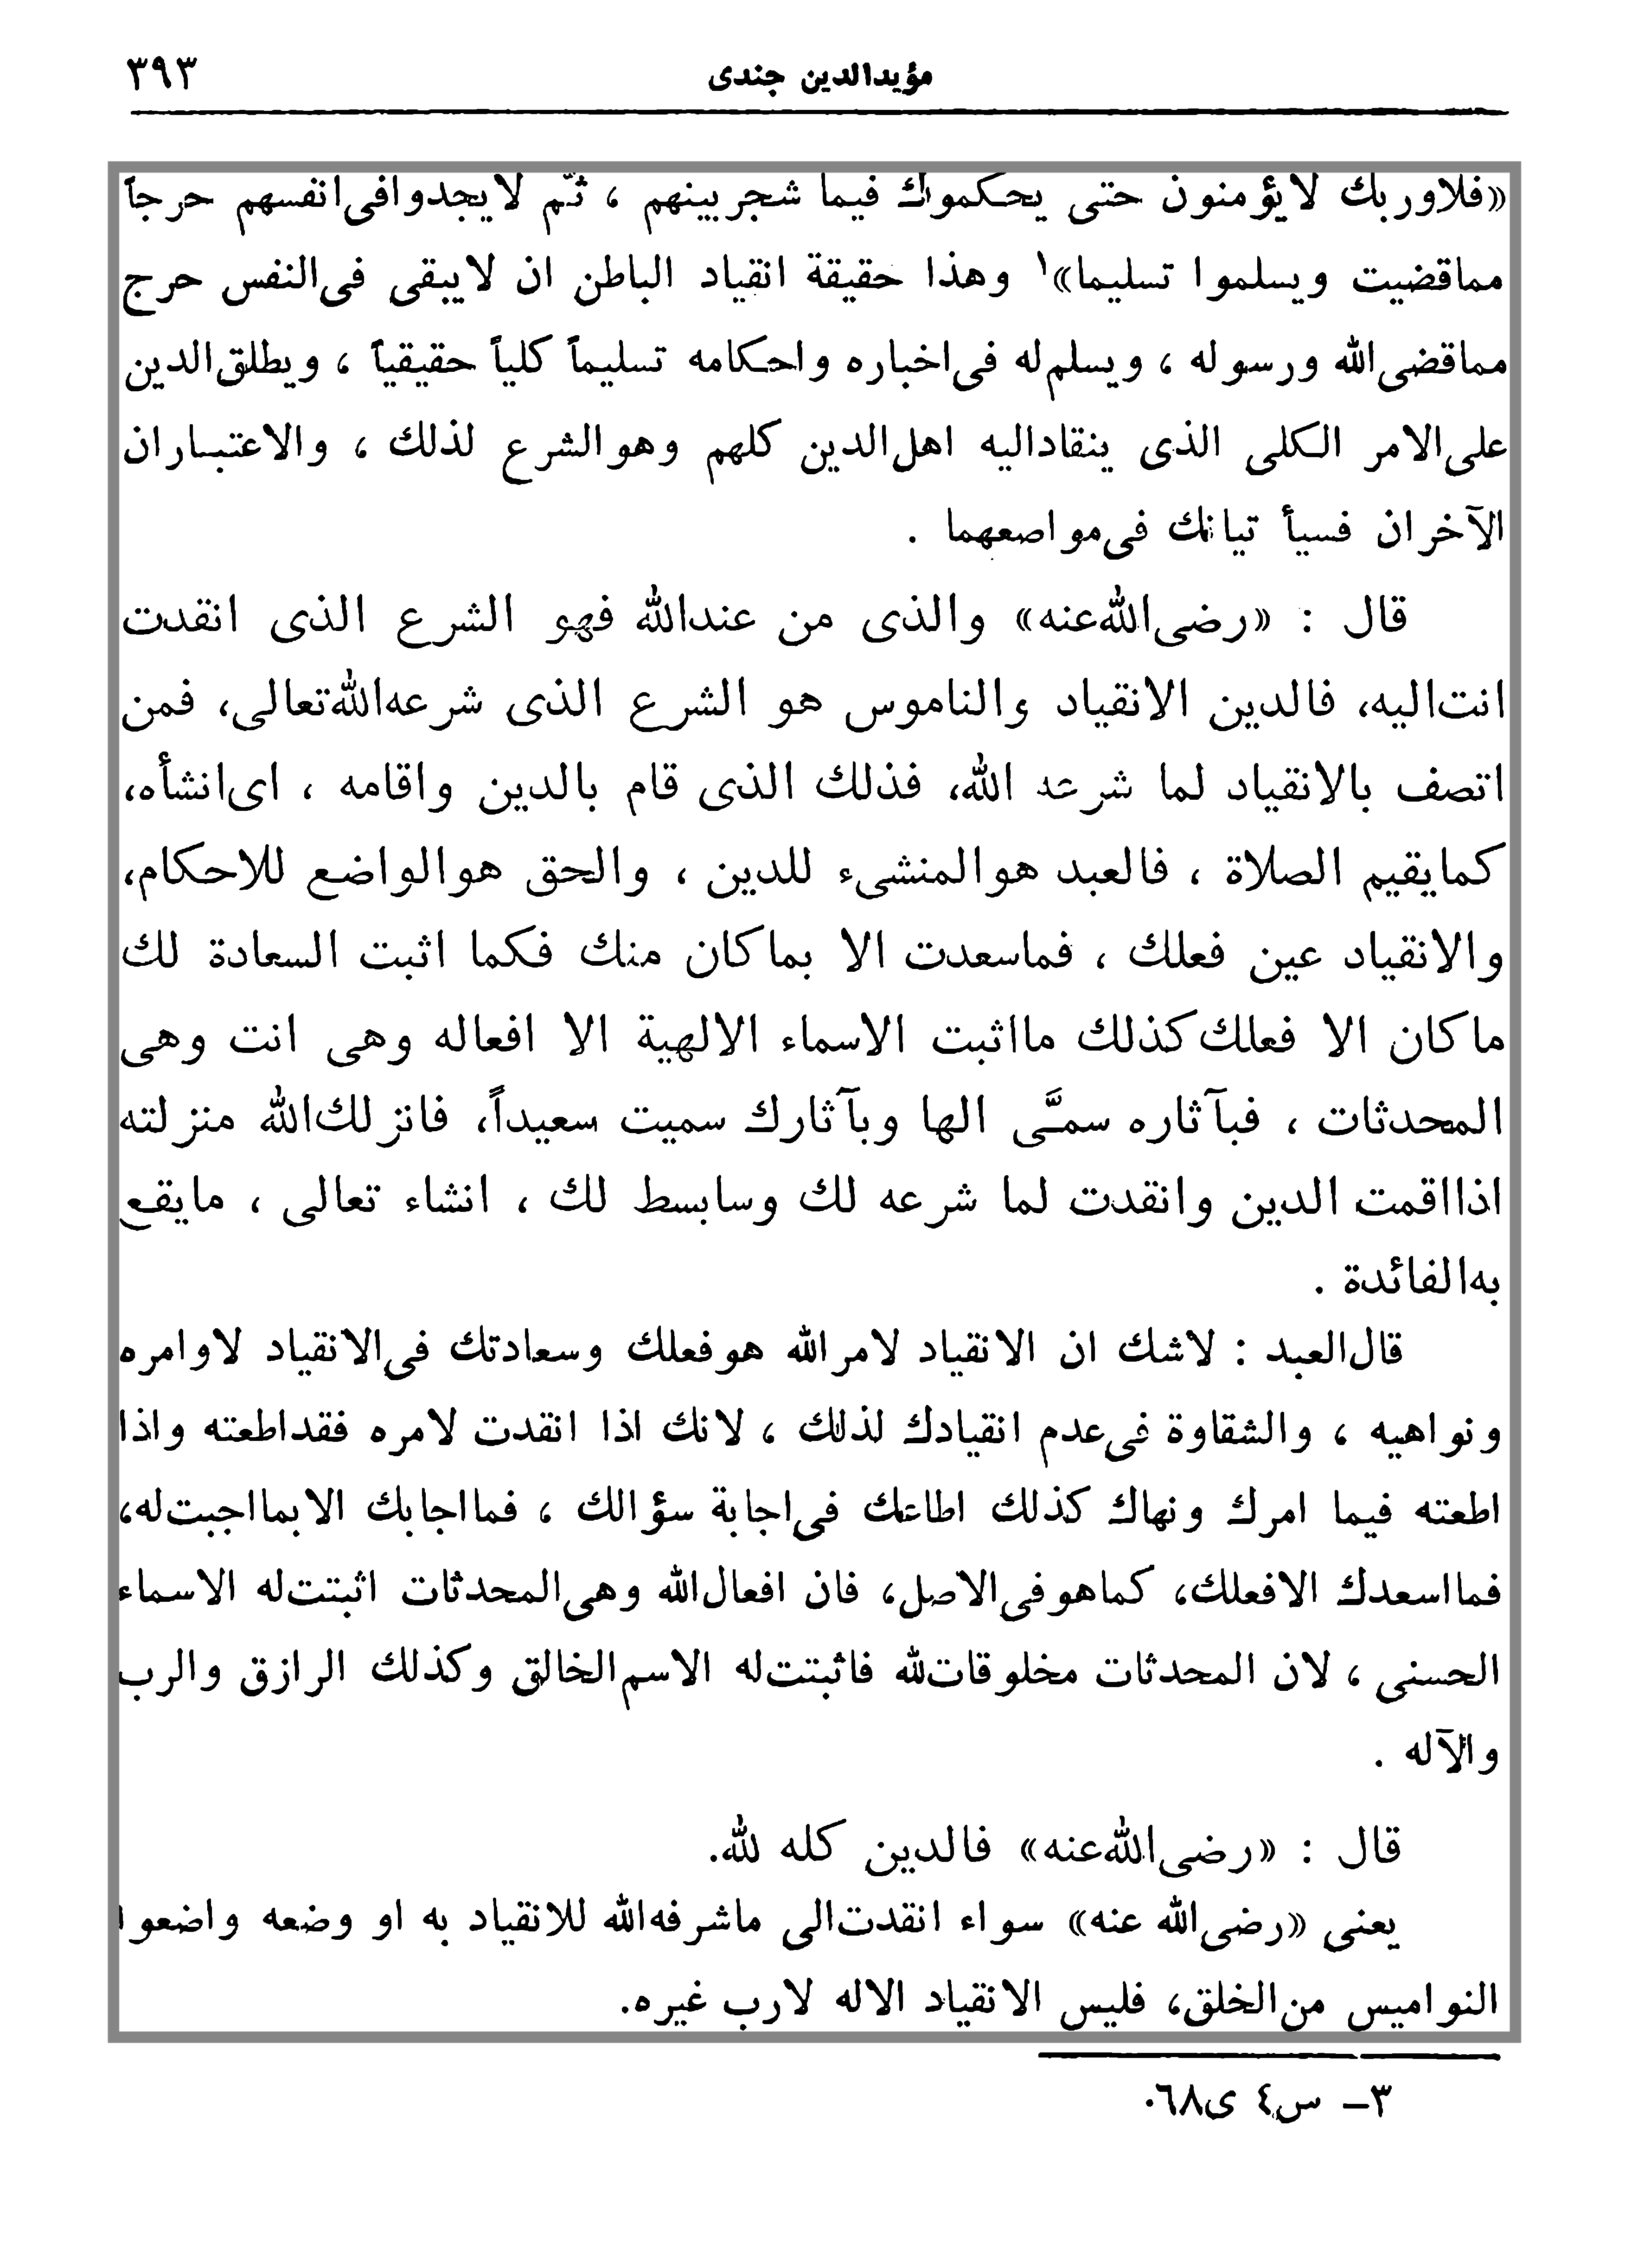 مؤيدالدين جندى ٣٩٣
«فلاوربك لايؤمنون حتى يحكموك فيما شجربينهم ، ثمّ لايجدوافى‌انفسهم حرجاً
مماقضيت ويسلموا تسليما»١ وهذا حقيقة انقياد الباطن ان لايبقى فى‌النفس حرج
مماقضى‌الله ورسوله ، ويسلم‌له فى‌اخباره واحكامه تسليماً كلياً حقيقياً ، ويطلق‌الدين
على‌الامر الكلى الذى ينقاداليه اهل‌الدين كلهم وهوالشرع لذلك ، والاعتباران
الآخران فسيأ تيانك فى‌مواصعهما .
قال : «رضى‌الله‌عنه» والذى من عندالله فهو الشرع الذى انقدت
انت‌اليه، فالدين الانقياد والناموس هو الشرع الذى شرعه‌الله‌تعالى، فمن
اتصف بالانقياد لما شرعه الله، فذلك الذى قام بالدين واقامه ، اى‌انشأه،
كمايقيم الصلاة ، فالعبد هوالمنشىء للدين ، والحق هوالواضع للاحكام،
والانقياد عين فعلك ، فماسعدت الا بماكان منك فكما اثبت السعادة لك
ماكان الا فعلك كذلك مااثبت الاسماء الالهية الا افعاله وهى انت وهى
المحدثات ، فبآثاره سمَّى الها وبآثارك سميت سعيداً، فانزلك‌الله منزلته
اذااقمت الدين وانقدت لما شرعه لك وسابسط لك ، انشاء تعالى ، مايقع
به‌الفائدة .
قال‌العبد : لاشك ان الانقياد لامرالله هوفعلك وسعادتك فى‌الانقياد لاوامره
ونواهيه ، والشقاوة فى‌عدم انقيادك لذلك ، لانك اذا انقدت لامره فقداطعته واذا
اطعته فيما امرك ونهاك كذلك اطاعك فى‌اجابة سؤالك ، فمااجابك الابمااجبت‌له،
فمااسعدك الافعلك، كماهوفى‌الاصل، فان افعال‌الله وهى‌المحدثات اثبتت‌له الاسماء
الحسنى ، لان المحدثات مخلوقات‌لله فاثبتت‌له الاسم‌الخالق وكذلك الرازق والرب
والآله .
قال : «رضى‌الله‌عنه» فالدين كله لله.
يعنى «رضى‌الله عنه» سواء انقدت‌الى ماشرفه‌الله للانقياد به او وضعه واضعوا
النواميس من‌الخلق، فليس الانقياد الاله لارب غيره.
٣- س٤ ى٦٨٠